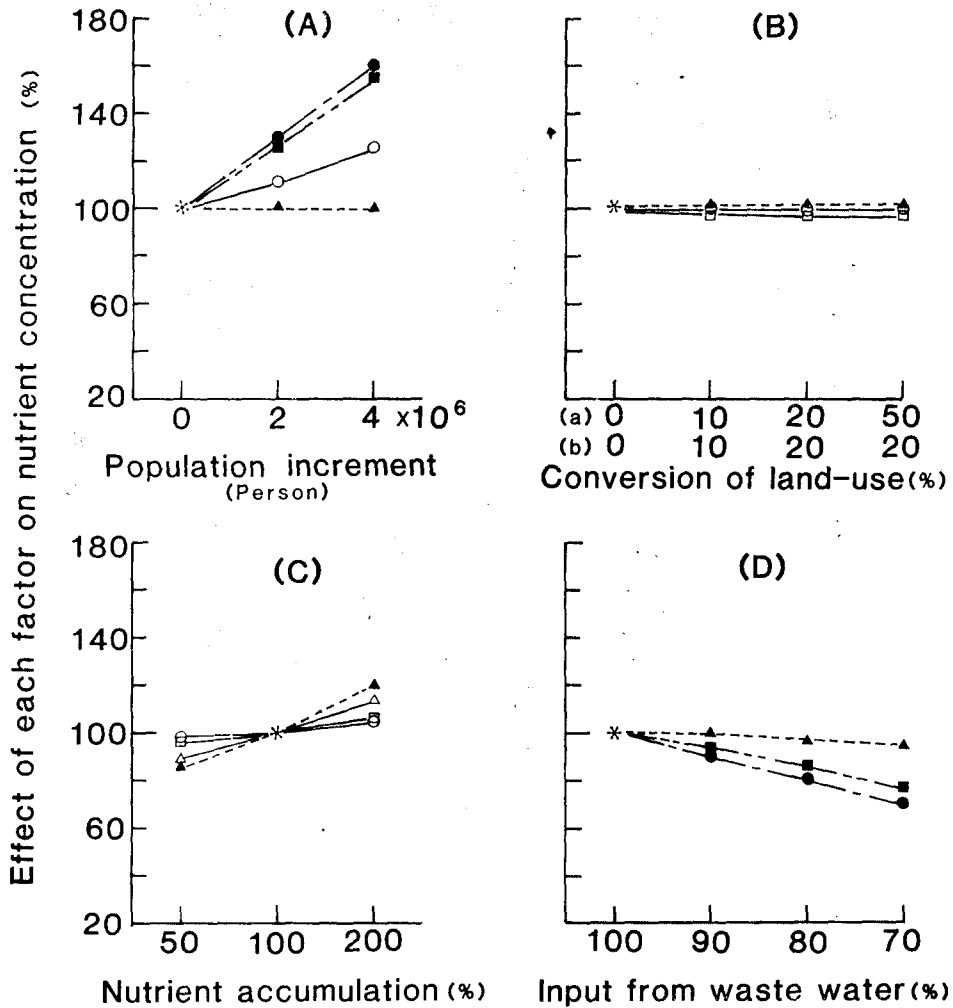 Effect of each factor on nutrient concentration (%)
(A)
180
140
100
60
20
0 2 4 ×10⁶
Population increment
(Person)
(B)
(a) 0 10 20 50
(b) 0 10 20 20
Conversion of land-use (%)
(C)
180
140
100
60
20
50 100 200
Nutrient accumulation (%)
(D)
100 90 80 70
Input from waste water (%)